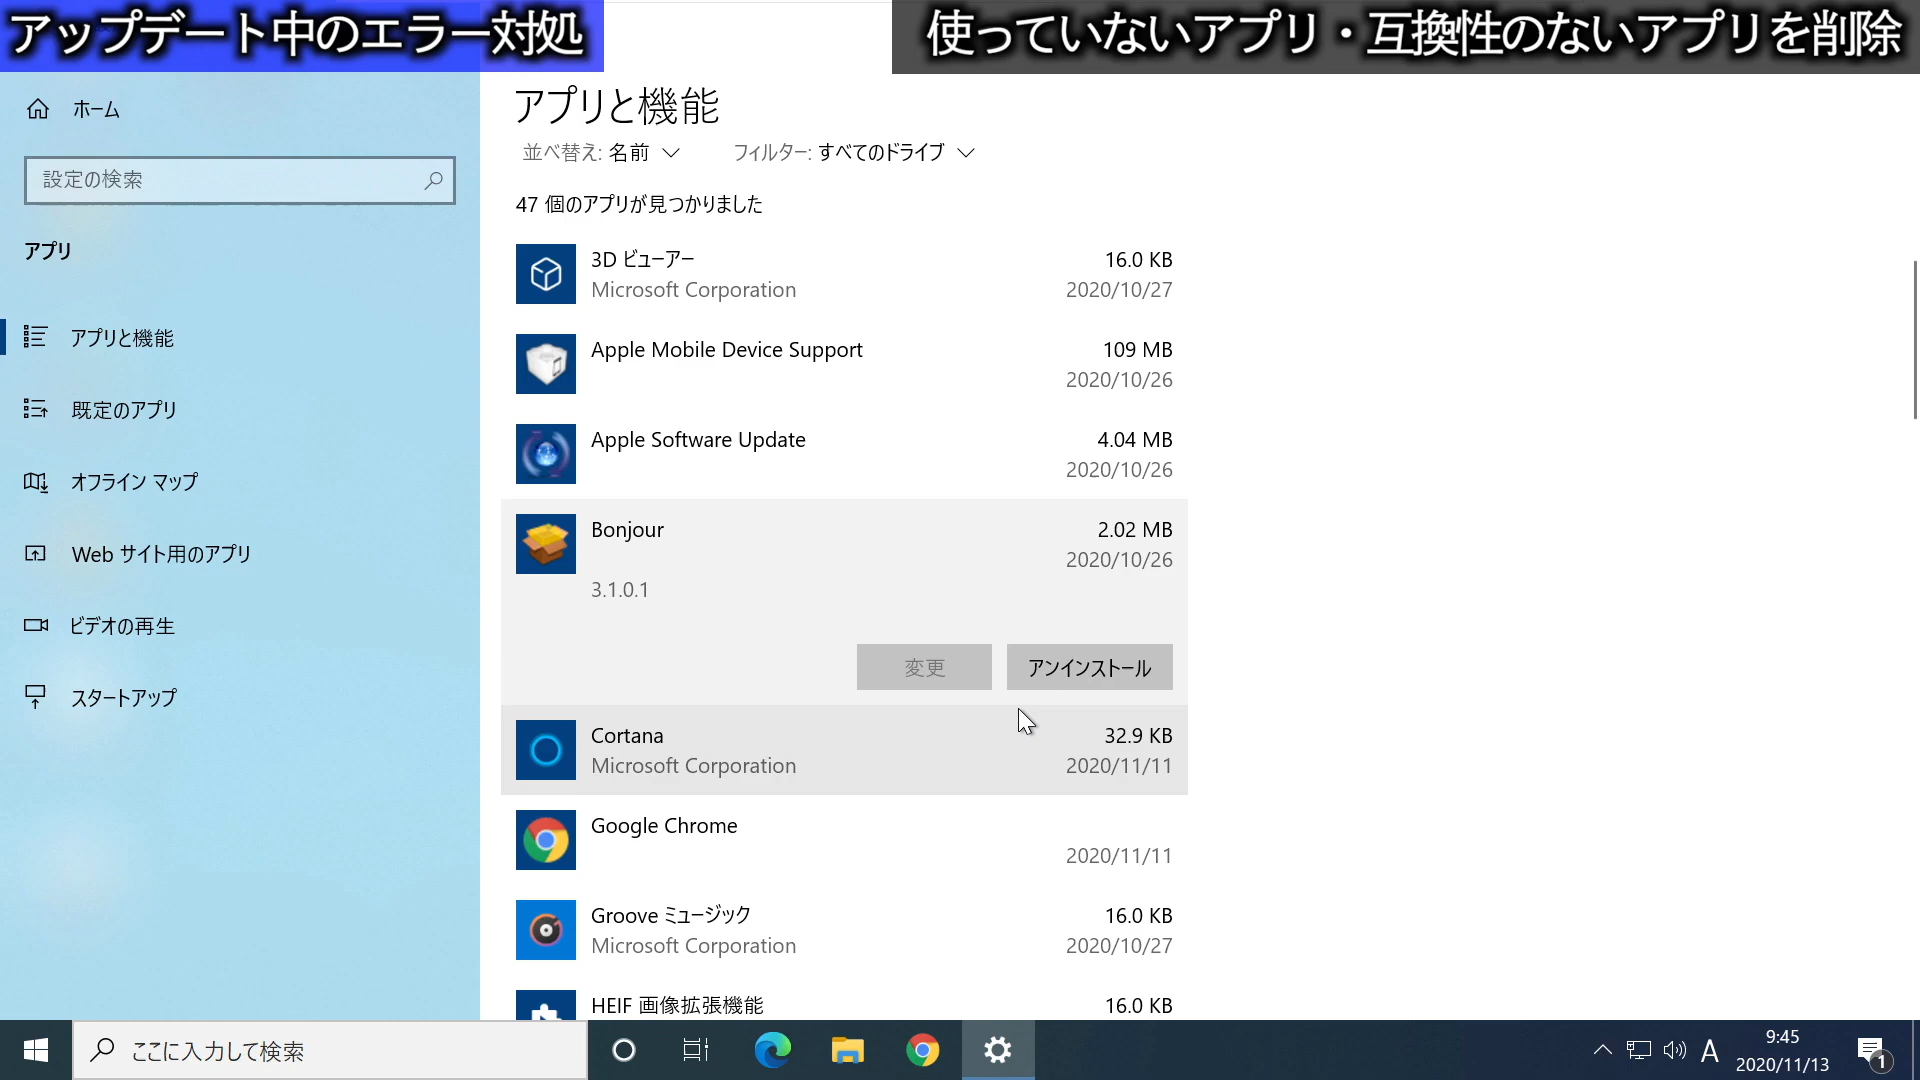 アップデート中のエラー対処
使っていないアプリ・互換性のないアプリを削除
ホーム
設定の検索
アプリ
アプリと機能
既定のアプリ
オフライン マップ
Web サイト用のアプリ
ビデオの再生
スタートアップ
アプリと機能
並べ替え: 名前 フィルター: すべてのドライブ
47 個のアプリが見つかりました
3D ビューアー 16.0 KB
Microsoft Corporation 2020/10/27
Apple Mobile Device Support 109 MB
2020/10/26
Apple Software Update 4.04 MB
2020/10/26
Bonjour 2.02 MB
2020/10/26
3.1.0.1
変更 アンインストール
Cortana 32.9 KB
Microsoft Corporation 2020/11/11
Google Chrome
2020/11/11
Groove ミュージック 16.0 KB
Microsoft Corporation 2020/10/27
HEIF 画像拡張機能 16.0 KB
ここに入力して検索
A
9:45
2020/11/13
1